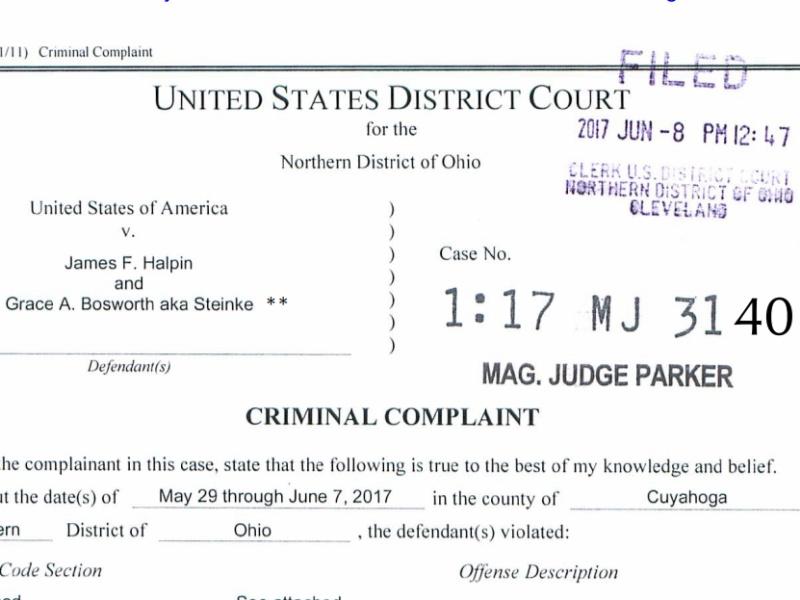 1/11) Criminal Complaint
FILED
UNITED STATES DISTRICT COURT
for the
Northern District of Ohio
2017 JUN -8 PM 12:47
CLERK U.S. DISTRICT COURT
NORTHERN DISTRICT OF OHIO
CLEVELAND
United States of America
v.
James F. Halpin
and
Grace A. Bosworth aka Steinke **
Defendant(s)
)
)
)
)
)
)
)
Case No.
1:17 MJ 3140
MAG. JUDGE PARKER
CRIMINAL COMPLAINT
he complainant in this case, state that the following is true to the best of my knowledge and belief.
t the date(s) of May 29 through June 7, 2017 in the county of Cuyahoga
ern District of Ohio , the defendant(s) violated:
Code Section Offense Description
See attached